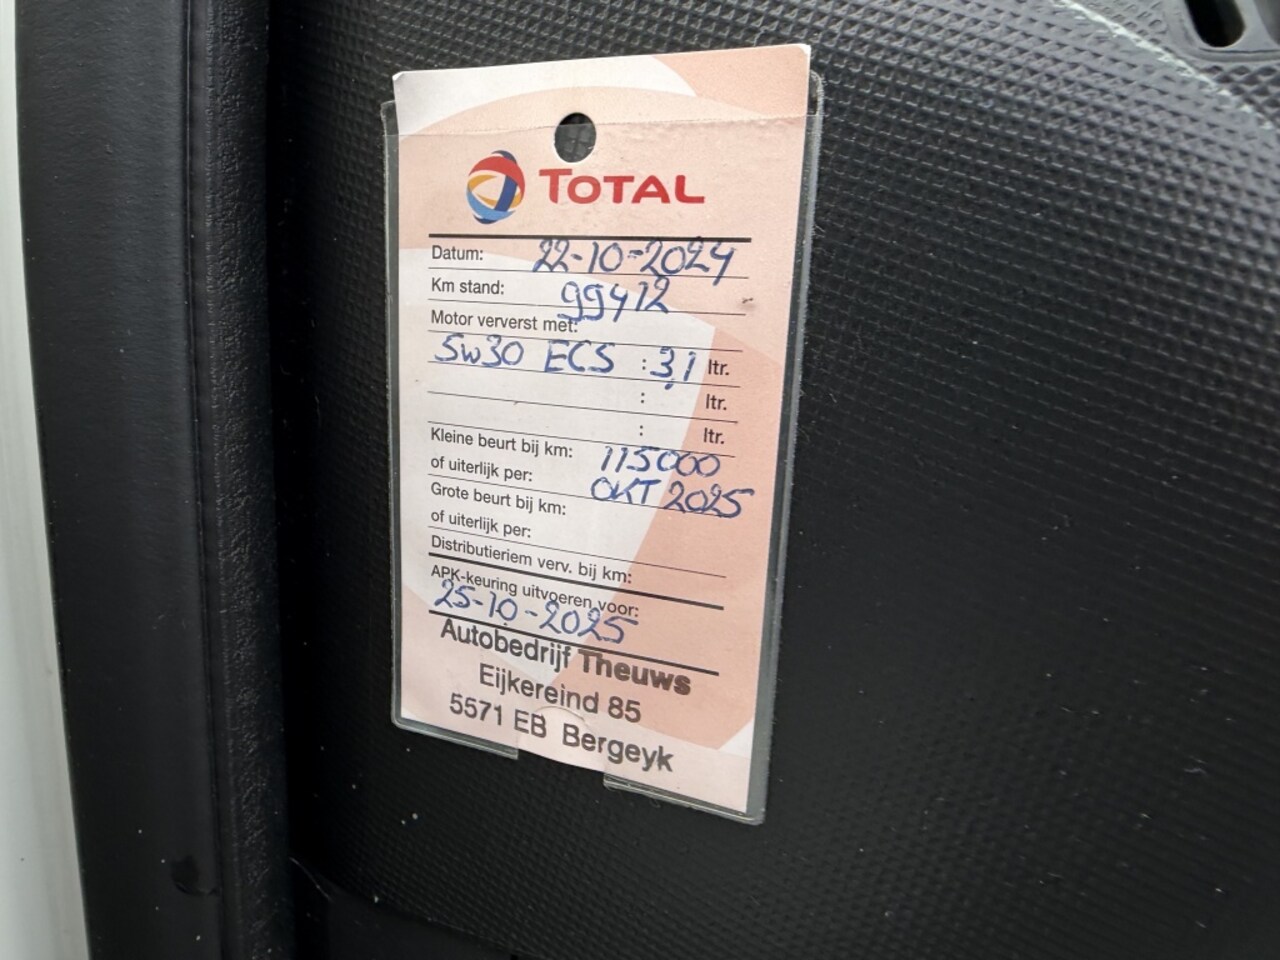 TOTAL
Datum: 22-10-2024
Km stand: 99412
Motor ververst met:
5w30 ECS : 3,1 ltr.
: ltr.
: ltr.
Kleine beurt bij km: 115000
of uiterlijk per: OKT 2025
Grote beurt bij km:
of uiterlijk per:
Distributieriem verv. bij km:
APK-keuring uitvoeren voor:
25-10-2025
Autobedrijf Theuws
Eijkereind 85
5571 EB Bergeyk